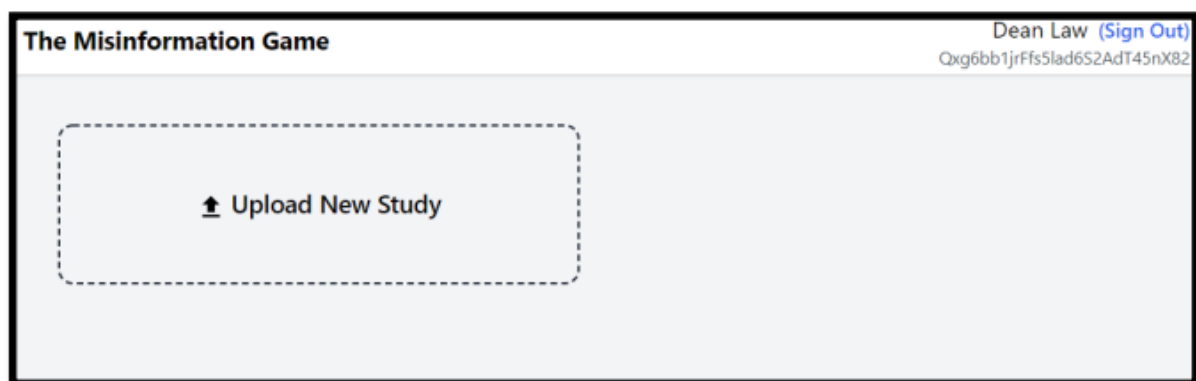 The Misinformation Game
Dean Law (Sign Out)
Qxg6bb1jrFfs5lad6S2AdT45nX82
Upload New Study